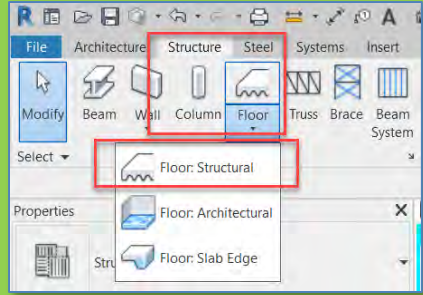 File Architecture Structure Steel Systems Insert
Modify Beam Wall Column Floor Truss Brace Beam System
Select
Floor: Structural
Properties
Floor: Architectural
Stru
Floor: Slab Edge